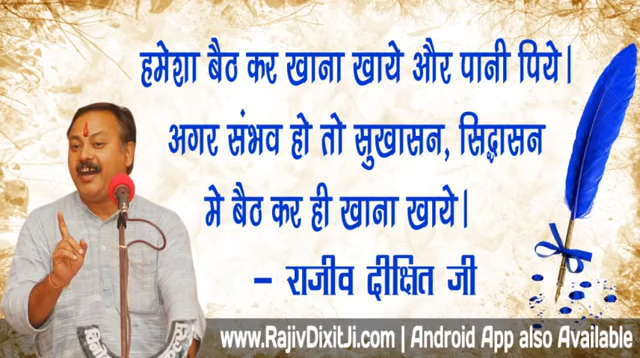 हमेशा बैठ कर खाना खाये और पानी पिये।
अगर संभव हो तो सुखासन, सिद्धासन
मे बैठ कर ही खाना खाये।
– राजीव दीक्षित जी
www.RajivDixitJi.com | Android App also Available